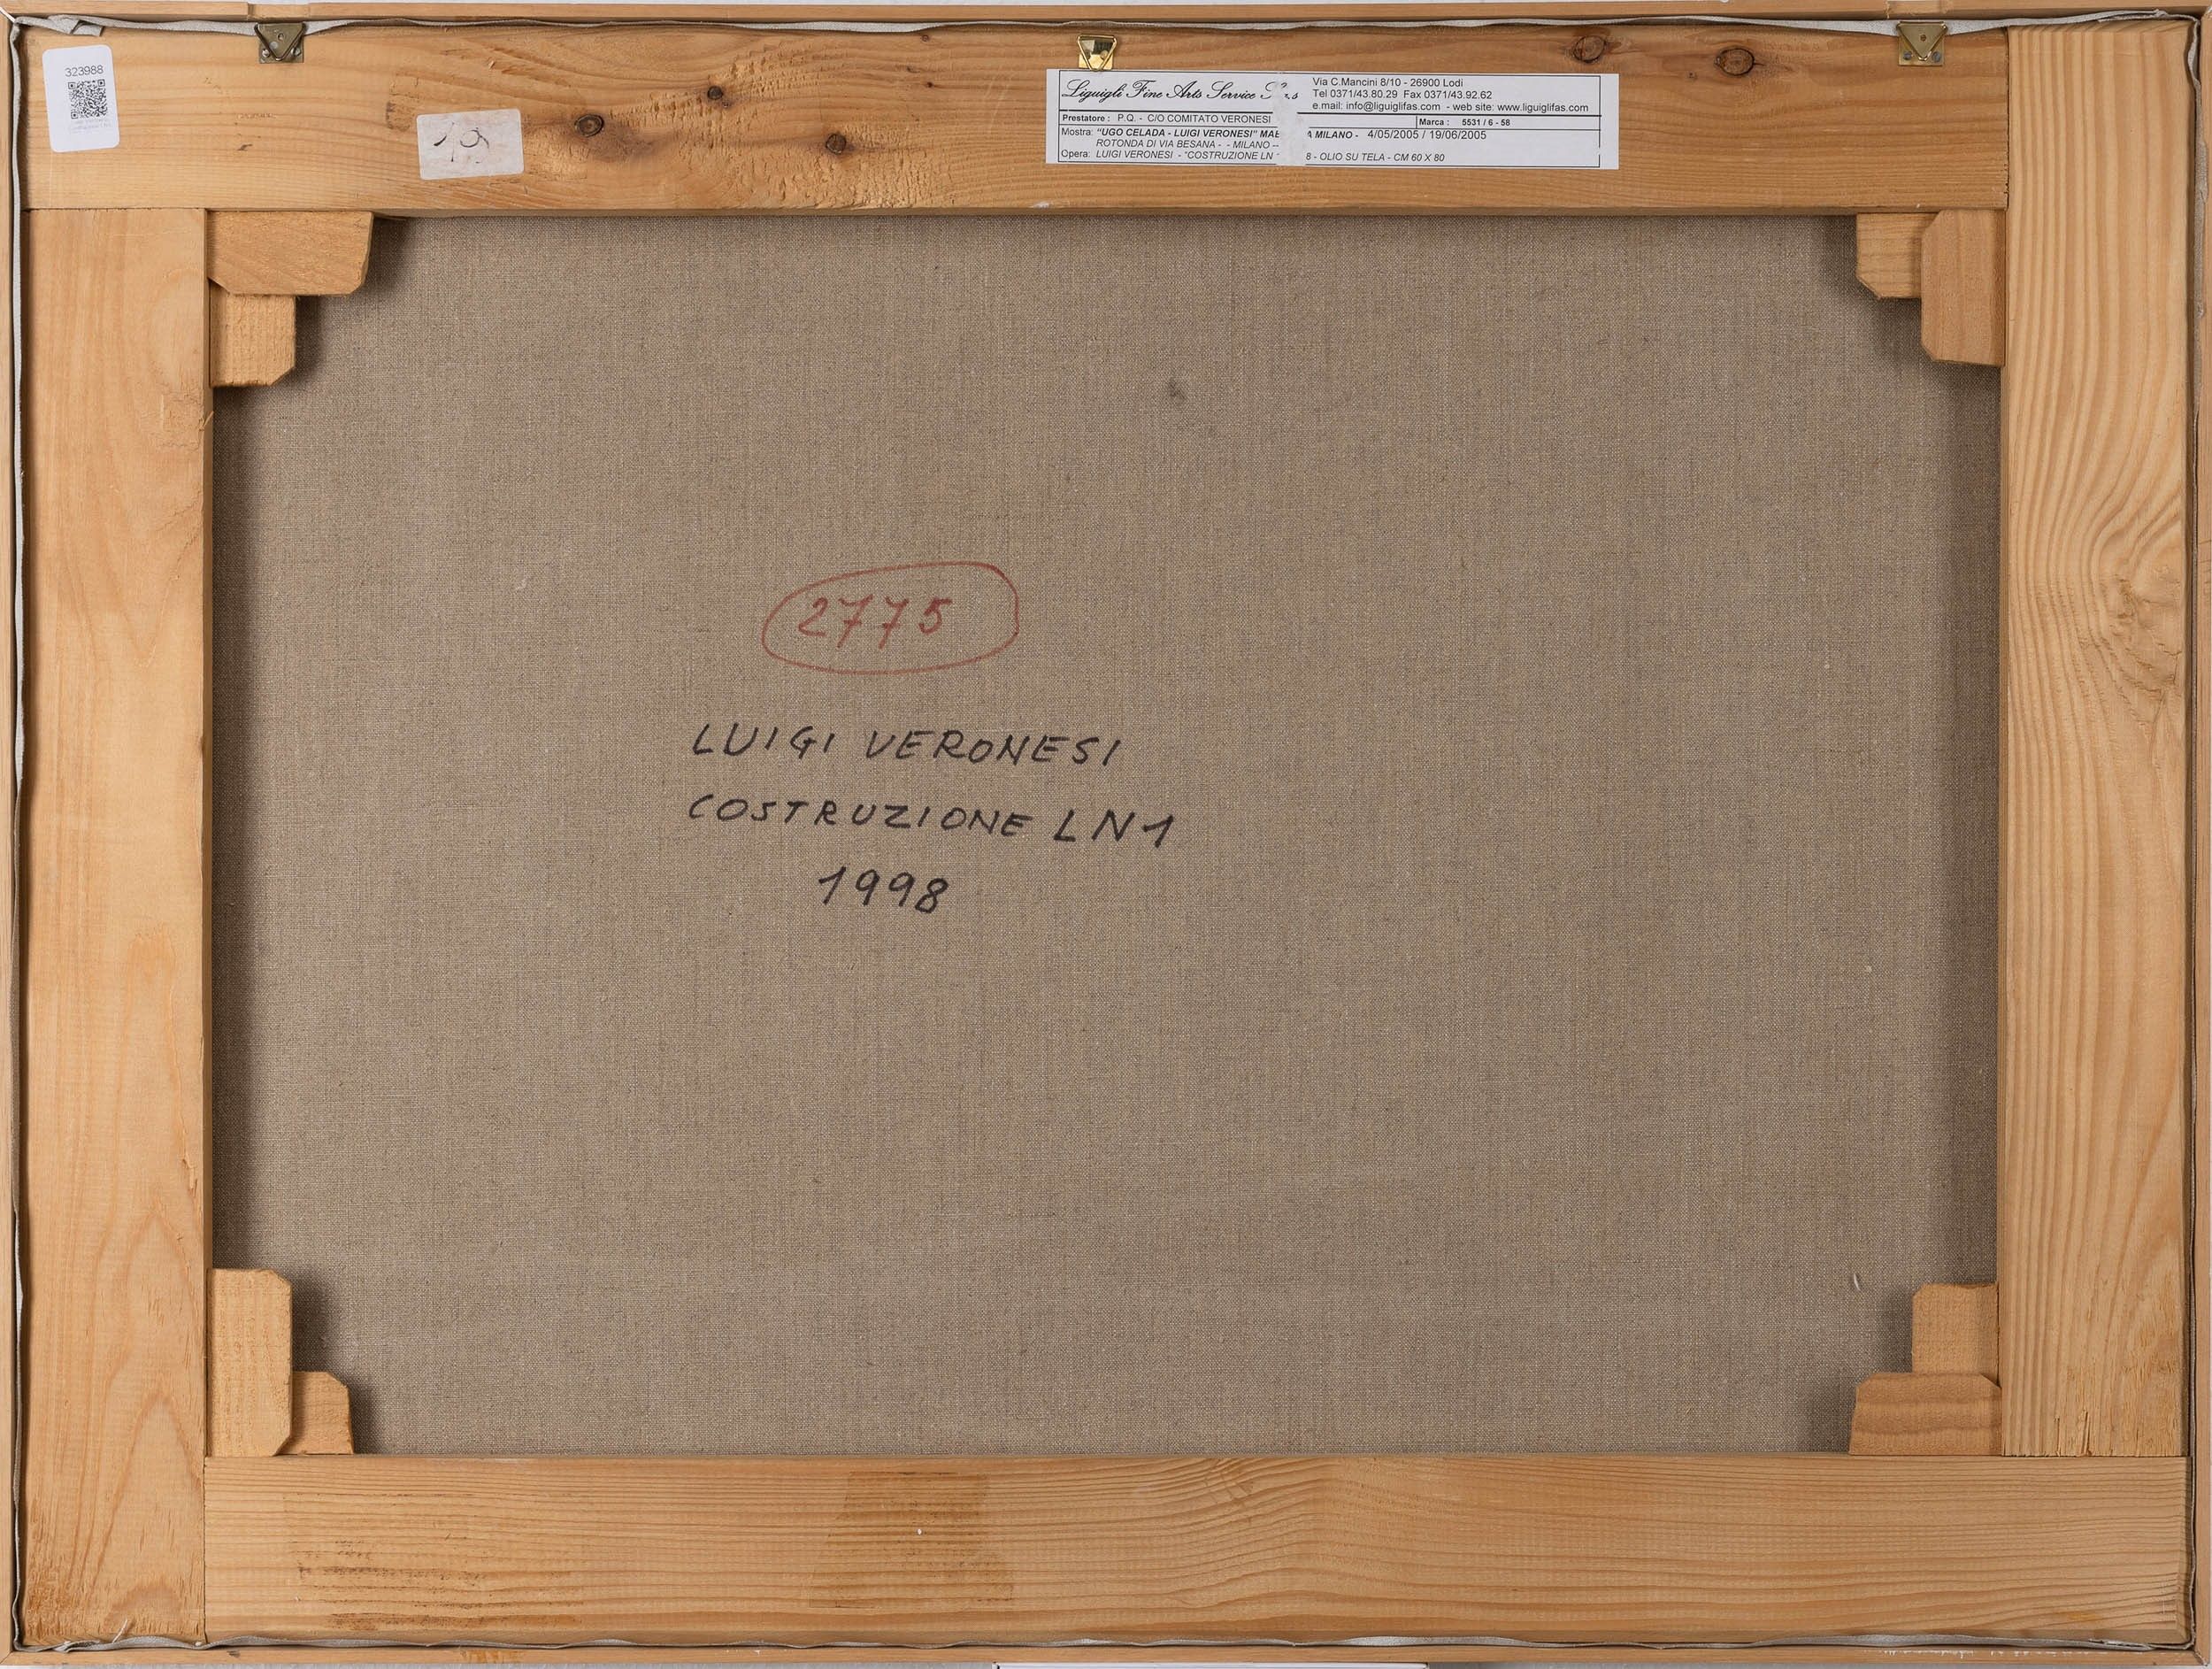 323988
19
Liguigli Fine Arts Service S
Via C.Mancini 8/10 - 26900 Lodi
Tel 0371/43.80.29 Fax 0371/43.92.62
e.mail: info@liguiglifas.com - web site: www.liguiglifas.com
Prestatore : P.Q. - C/O COMITATO VERONESI
Marca : 5531 / 6 - 58
Mostra: "UGO CELADA - LUIGI VERONESI" A MILANO - 4/05/2005 / 19/06/2005
ROTONDA DI VIA BESANA - - MILANO –
Opera: LUIGI VERONESI - "COSTRUZIONE LN 8 - OLIO SU TELA - CM 60 X 80
2775
LUIGI VERONESI
COSTRUZIONE LN1
1998